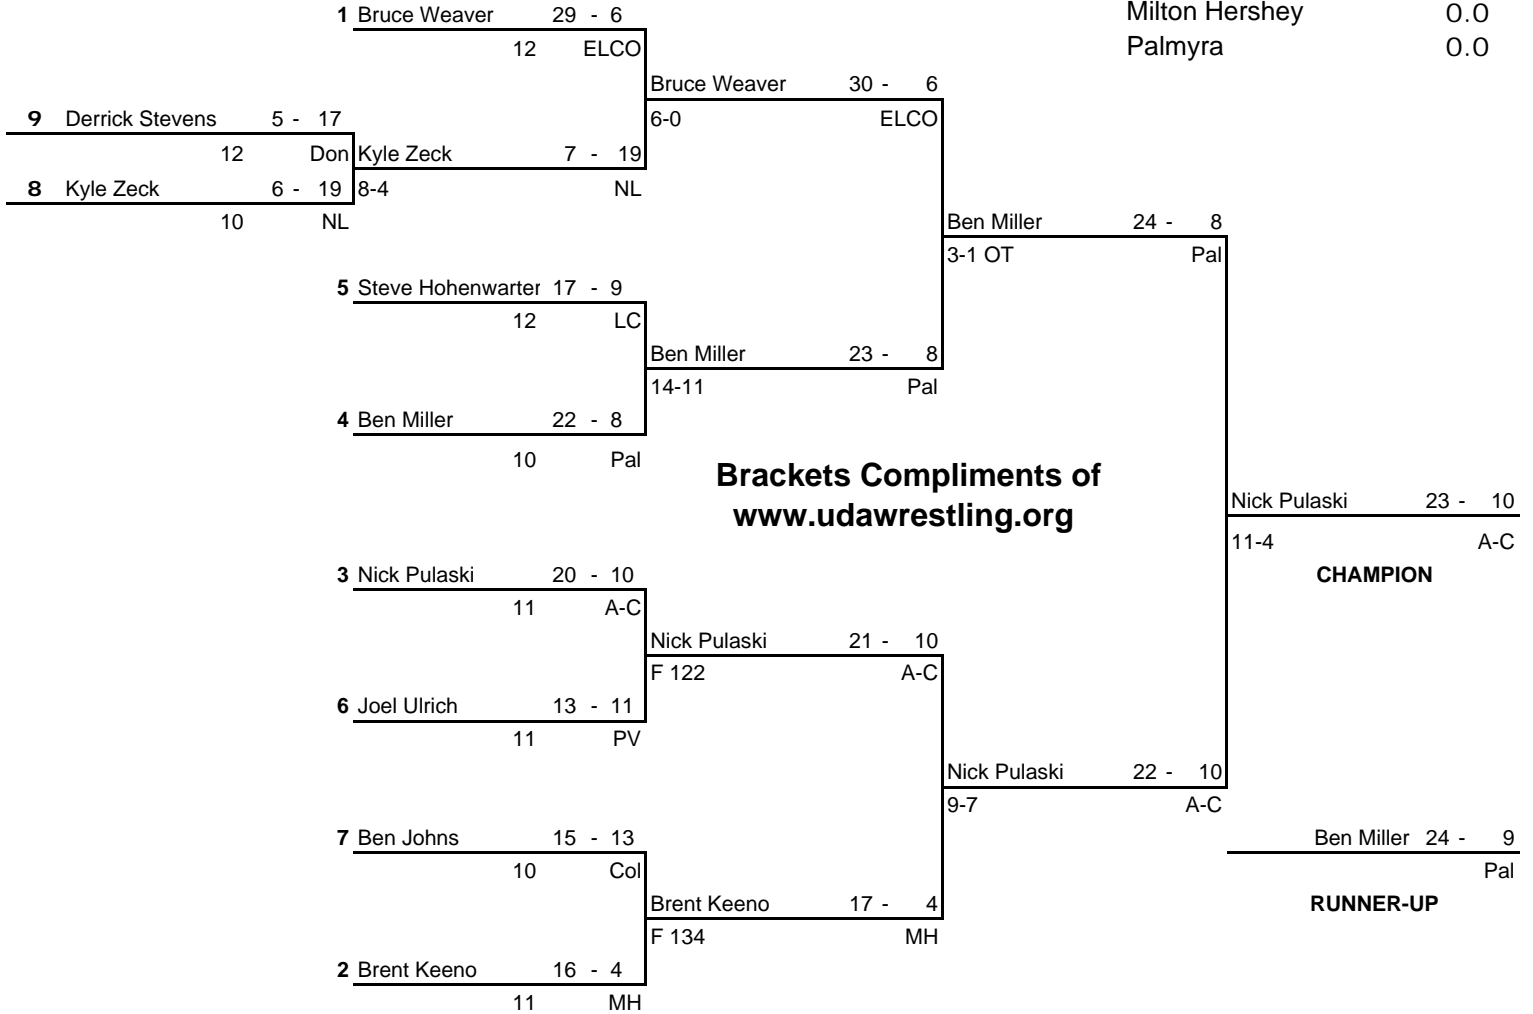 1 Bruce Weaver 29 - 6
Milton Hershey 0.0
12 ELCO
Palmyra 0.0
Bruce Weaver 30 - 6
9 Derrick Stevens 5 - 17
6-0 ELCO
12 Don
Kyle Zeck 7 - 19
8 Kyle Zeck 6 - 19
8-4 NL
10 NL
Ben Miller 24 - 8
3-1 OT Pal
5 Steve Hohenwarter 17 - 9
12 LC
Ben Miller 23 - 8
14-11 Pal
4 Ben Miller 22 - 8
10 Pal
Brackets Compliments of
www.udawrestling.org
Nick Pulaski 23 - 10
11-4 A-C
CHAMPION
3 Nick Pulaski 20 - 10
11 A-C
Nick Pulaski 21 - 10
F 122 A-C
6 Joel Ulrich 13 - 11
11 PV
Nick Pulaski 22 - 10
9-7 A-C
7 Ben Johns 15 - 13
10 Col
Ben Miller 24 - 9
Pal
RUNNER-UP
Brent Keeno 17 - 4
F 134 MH
2 Brent Keeno 16 - 4
11 MH